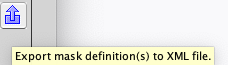 Export mask definition(s) to XML file.